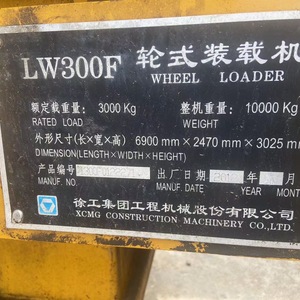 LW300F 轮式装载机
WHEEL LOADER
额定载重量: 3000 Kg 整机重量: 10000 Kg
RATED LOAD WEIGHT
外形尺寸(长×宽×高) 6900 mm×2470 mm×3025 mm
DIMENSION(LENGTH×WIDTH×HEIGHT)
产品编号 出厂日期
MANUF. NO. MANUF. DATE YEAR MONTH
徐工集团工程机械股份有限公司
XCMG CONSTRUCTION MACHINERY CO.,LTD.